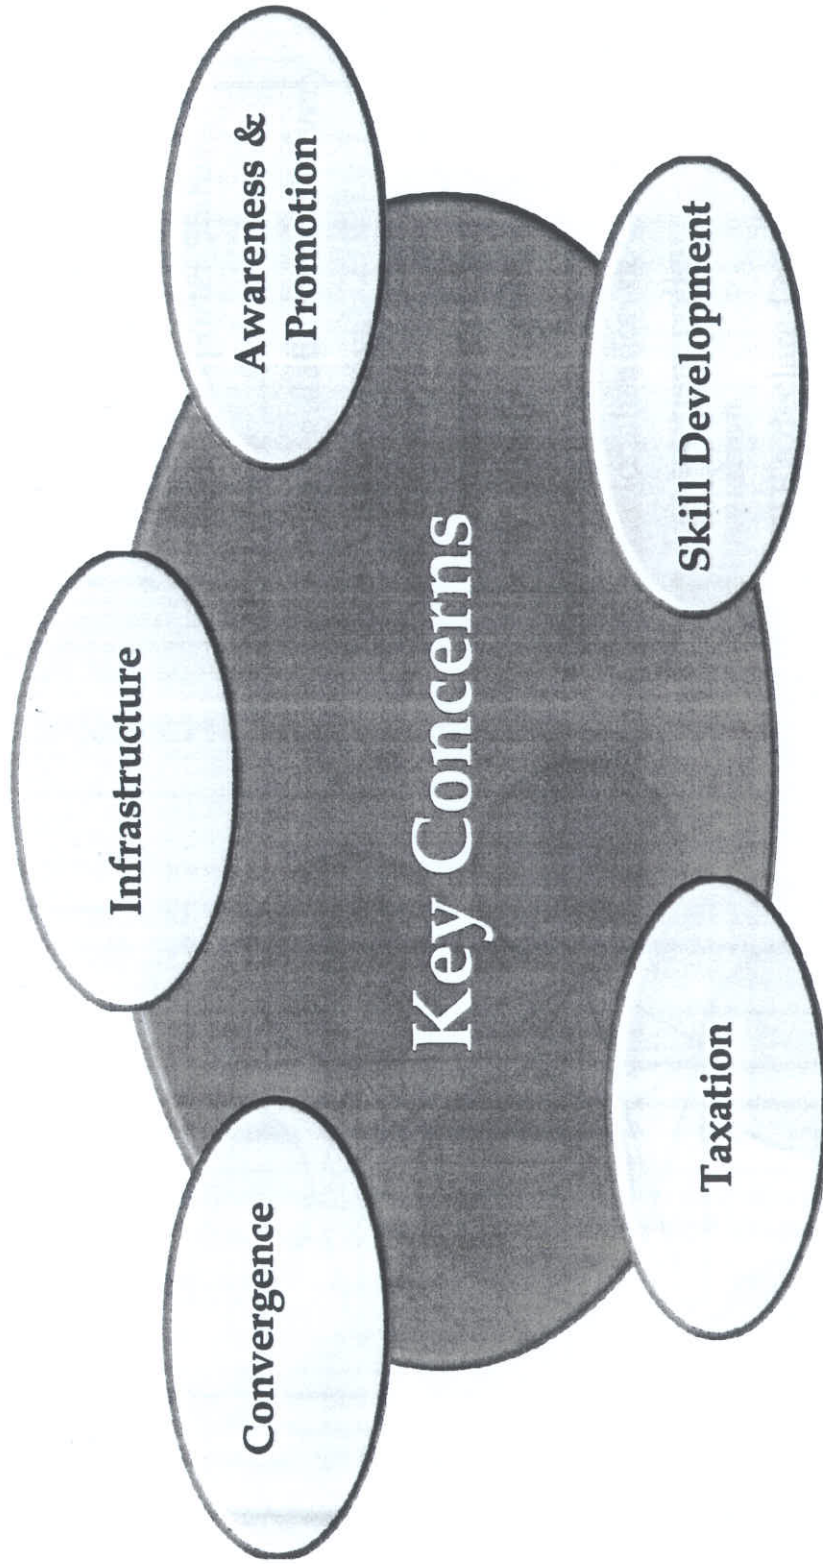 Infrastructure
Convergence
Awareness &
Promotion
Key Concerns
Taxation
Skill Development